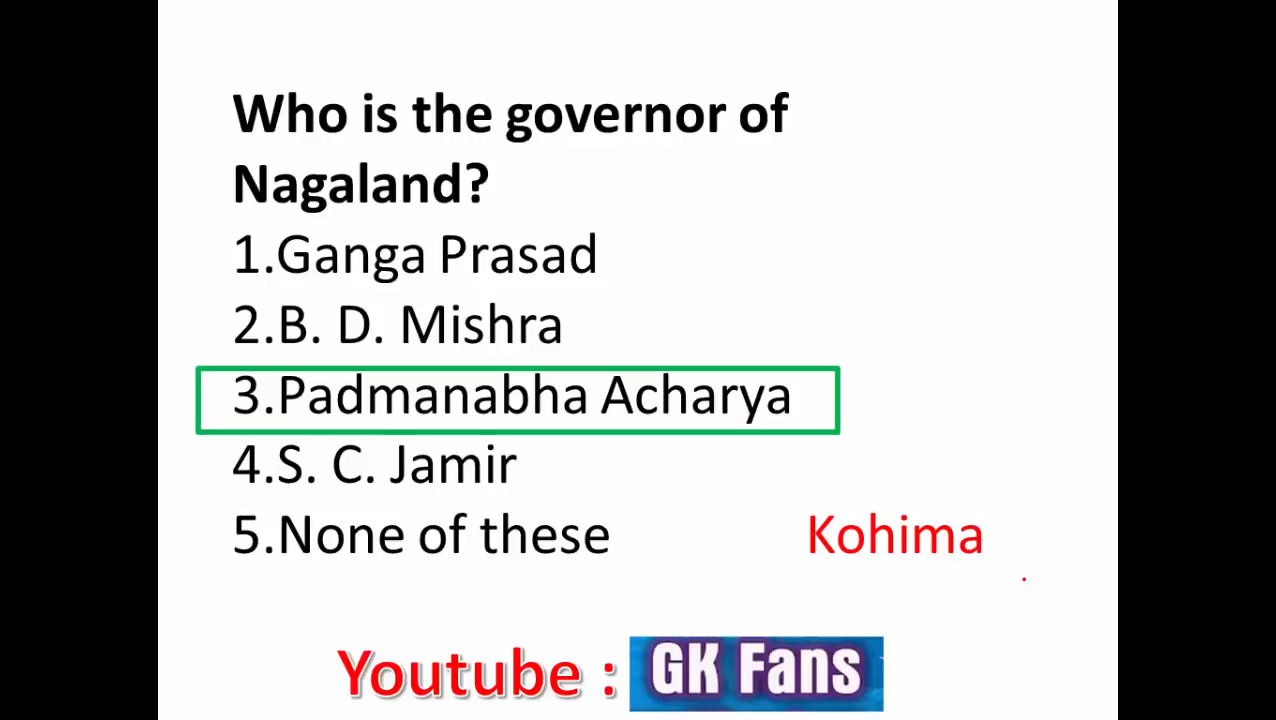 Who is the governor of
Nagaland?
1.Ganga Prasad
2.B. D. Mishra
3.Padmanabha Acharya
4.S. C. Jamir
5.None of these Kohima
Youtube : GK Fans